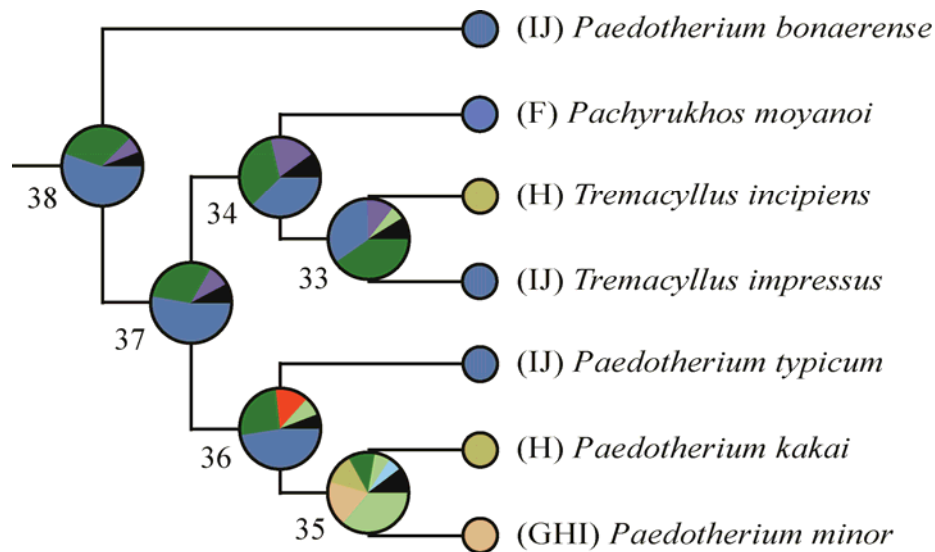 (IJ) Paedotherium bonaerense
(F) Pachyrukhos moyanoi
38
34
(H) Tremacyllus incipiens
33
(IJ) Tremacyllus impressus
37
(IJ) Paedotherium typicum
36
(H) Paedotherium kakai
35
(GHI) Paedotherium minor